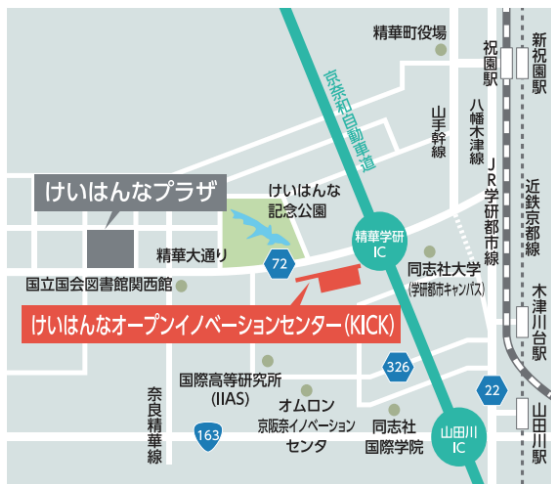 精華町役場
祝園駅
新祝園駅
京奈和自動車道
山手幹線
八幡木津線
JR学研都市線
近鉄京都線
けいはんなプラザ
けいはんな
記念公園
精華学研
IC
精華大通り
72
国立国会図書館関西館
同志社大学
(学研都市キャンパス)
けいはんなオープンイノベーションセンター(KICK)
木津川台駅
国際高等研究所
(IIAS)
326
22
オムロン
京阪奈イノベーション
センタ
奈良精華線
163
同志社
国際学院
山田川
IC
山田川駅